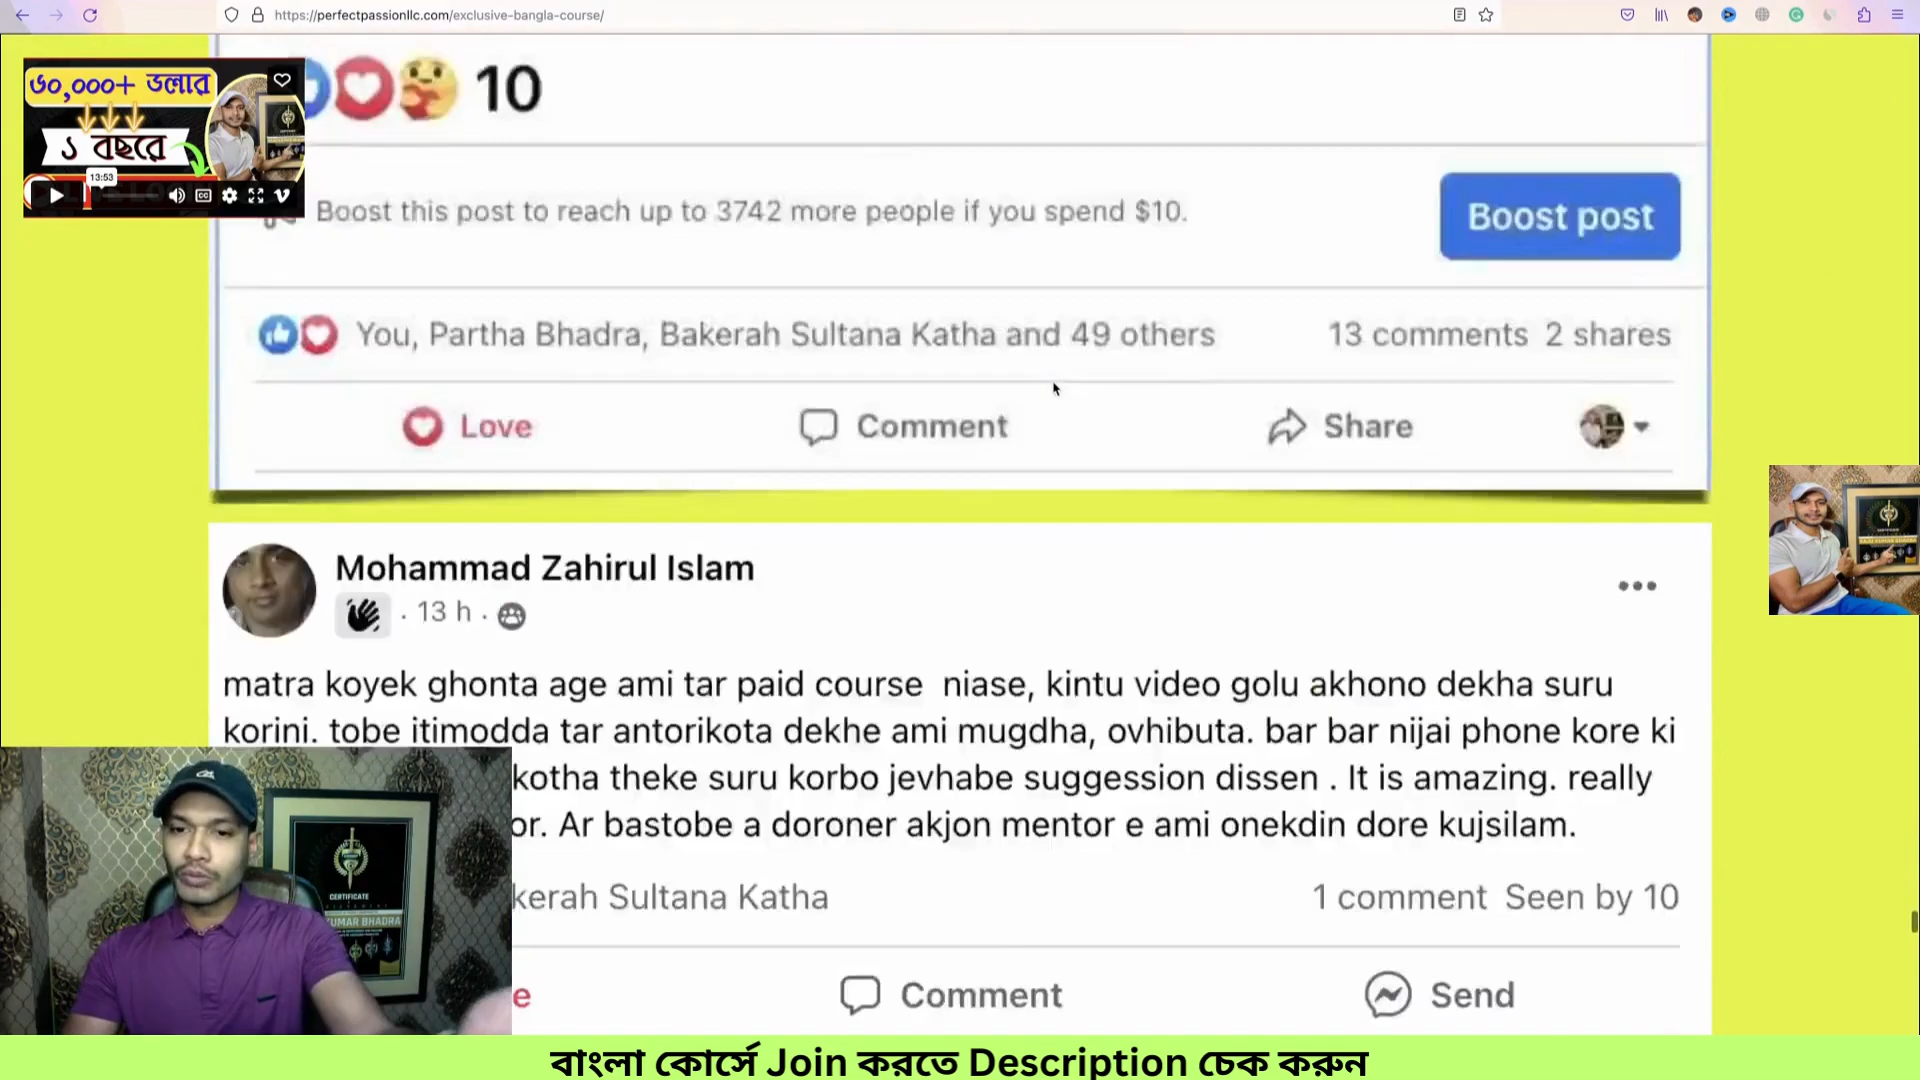 https://perfectpassionllc.com/exclusive-bangla-course/
৬০,০০০+ ডলার
১ বছরে
13:53
CC
10
Boost this post to reach up to 3742 more people if you spend $10.
Boost post
You, Partha Bhadra, Bakerah Sultana Katha and 49 others
13 comments 2 shares
Love
Comment
Share
Mohammad Zahirul Islam
· 13 h ·
matra koyek ghonta age ami tar paid course niase, kintu video golu akhono dekha suru
korini. tobe itimodda tar antorikota dekhe ami mugdha, ovhibuta. bar bar nijai phone kore ki
kotha theke suru korbo jevhabe suggession dissen . It is amazing. really
or. Ar bastobe a doroner akjon mentor e ami onekdin dore kujsilam.
kerah Sultana Katha
1 comment Seen by 10
e
Comment
Send
CERTIFICATE
KUMAR BHADRA
বাংলা কোর্সে Join করতে Description চেক করুন